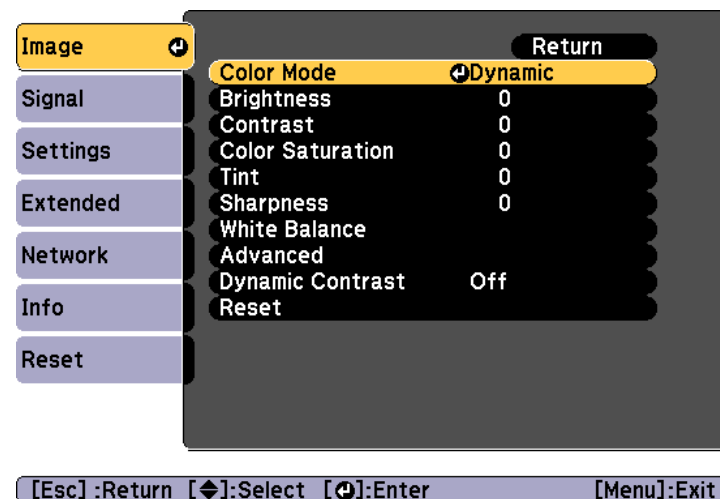 Image
Signal
Settings
Extended
Network
Info
Reset
Return
Color Mode Dynamic
Brightness 0
Contrast 0
Color Saturation 0
Tint 0
Sharpness 0
White Balance
Advanced
Dynamic Contrast Off
Reset
[Esc] :Return [ ]:Select [ ]:Enter [Menu]:Exit